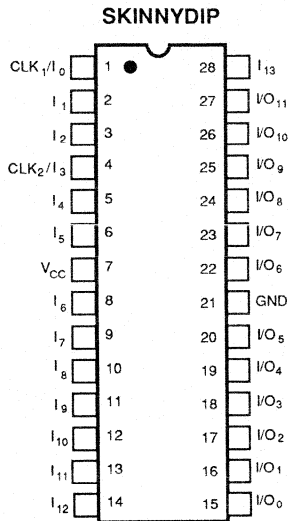 SKINNYDIP
CLK₁/I₀ 1 28 I₁₃
I₁ 2 27 I/O₁₁
I₂ 3 26 I/O₁₀
CLK₂/I₃ 4 25 I/O₉
I₄ 5 24 I/O₈
I₅ 6 23 I/O₇
VCC 7 22 I/O₆
I₆ 8 21 GND
I₇ 9 20 I/O₅
I₈ 10 19 I/O₄
I₉ 11 18 I/O₃
I₁₀ 12 17 I/O₂
I₁₁ 13 16 I/O₁
I₁₂ 14 15 I/O₀